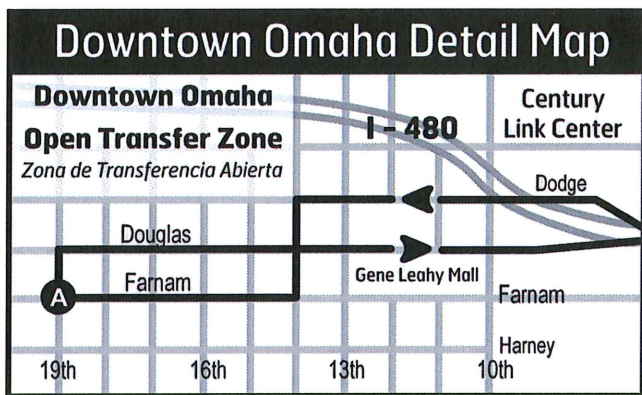 Downtown Omaha Detail Map
Downtown Omaha
Open Transfer Zone
Zona de Transferencia Abierta
I - 480
Century
Link Center
Dodge
Douglas
Gene Leahy Mall
Farnam
A
Farnam
Harney
19th
16th
13th
10th